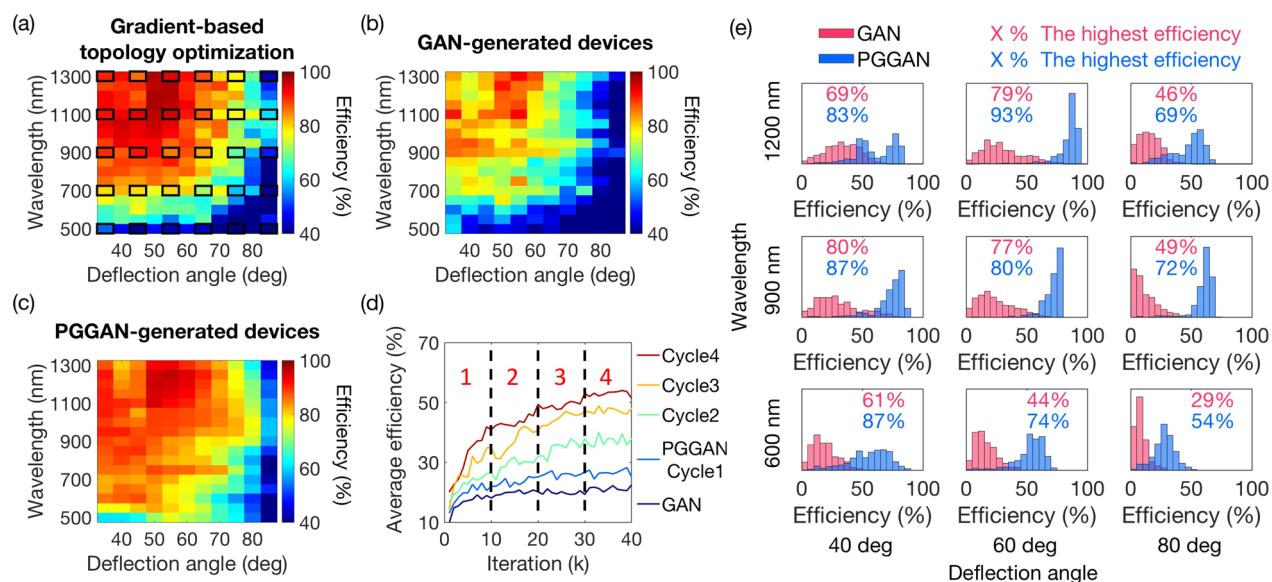 (a)
Gradient-based
topology optimization
1300
1100
900
700
500
Wavelength (nm)
40 50 60 70 80
Deflection angle (deg)
100
80
60
40
Efficiency (%)
(b)
GAN-generated devices
1300
1100
900
700
500
Wavelength (nm)
40 50 60 70 80
Deflection angle (deg)
100
80
60
40
Efficiency (%)
(c)
PGGAN-generated devices
1300
1100
900
700
500
Wavelength (nm)
40 50 60 70 80
Deflection angle (deg)
100
80
60
40
Efficiency (%)
(d)
70
50
30
10
Average efficiency (%)
1 2 3 4
0 10 20 30 40
Iteration (k)
Cycle4
Cycle3
Cycle2
PGGAN
Cycle1
GAN
(e)
GAN X % The highest efficiency
PGGAN X % The highest efficiency
Wavelength
1200 nm
69% 79% 46%
83% 93% 69%
0 50 100 0 50 100 0 50 100
Efficiency (%) Efficiency (%) Efficiency (%)
900 nm
80% 77% 49%
87% 80% 72%
0 50 100 0 50 100 0 50 100
Efficiency (%) Efficiency (%) Efficiency (%)
600 nm
61% 44% 29%
87% 74% 54%
0 50 100 0 50 100 0 50 100
Efficiency (%) Efficiency (%) Efficiency (%)
40 deg 60 deg 80 deg
Deflection angle